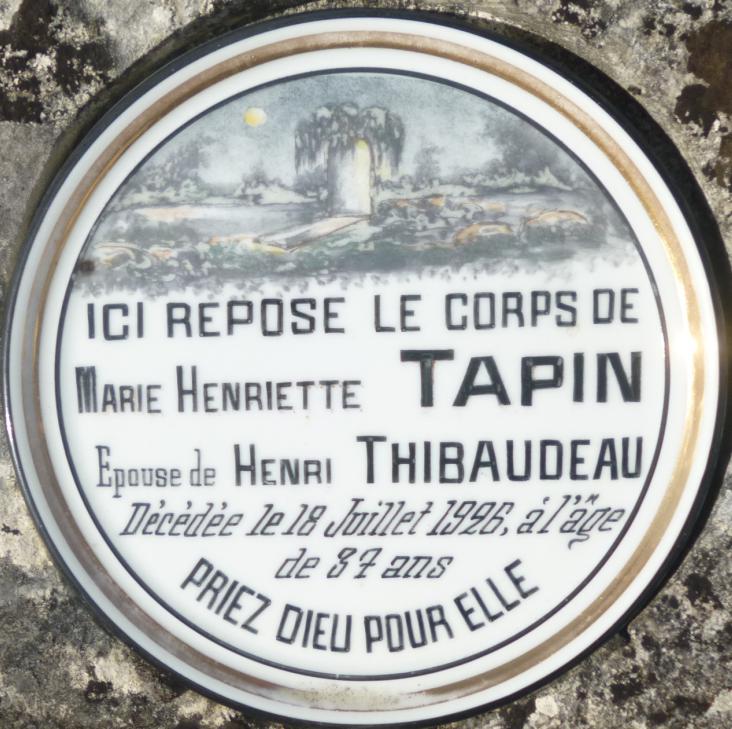 ICI REPOSE LE CORPS DE
MARIE HENRIETTE TAPIN
Epouse de HENRI THIBAUDEAU
Décédée le 18 Juillet 1926, à l'âge
de 37 ans
PRIEZ DIEU POUR ELLE